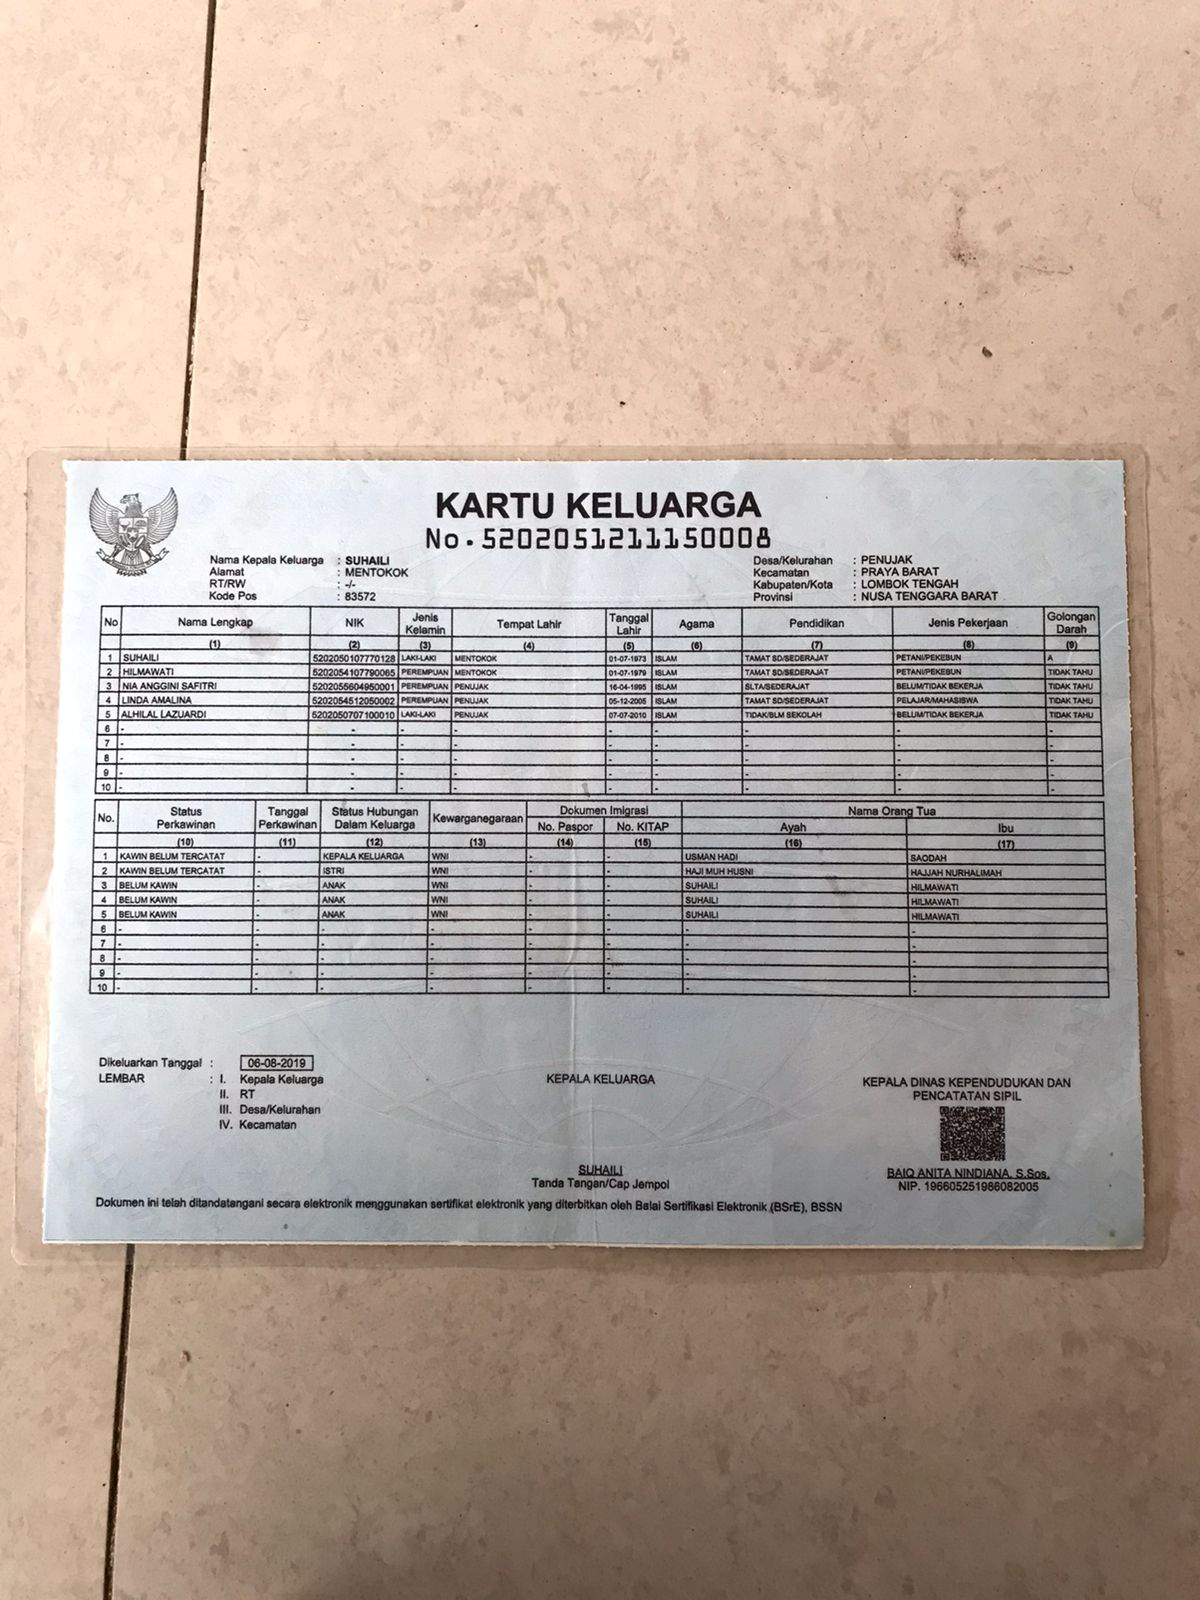 KARTU KELUARGA
No. 5202051211150008
Nama Kepala Keluarga : SUHAILI
Alamat : MENTOKOK
RT/RW : -/-
Kode Pos : 83572
Desa/Kelurahan : PENUJAK
Kecamatan : PRAYA BARAT
Kabupaten/Kota : LOMBOK TENGAH
Provinsi : NUSA TENGGARA BARAT
No Nama Lengkap NIK Jenis Kelamin Tempat Lahir Tanggal Lahir Agama Pendidikan Jenis Pekerjaan Golongan Darah
(1) (2) (3) (4) (5) (6) (7) (8) (9)
1 SUHAILI 5202050107770128 LAKI-LAKI MENTOKOK 01-07-1973 ISLAM TAMAT SD/SEDERAJAT PETANI/PEKEBUN A
2 HILMAWATI 5202054107790065 PEREMPUAN MENTOKOK 01-07-1979 ISLAM TAMAT SD/SEDERAJAT PETANI/PEKEBUN TIDAK TAHU
3 NIA ANGGINI SAFITRI 5202055604950001 PEREMPUAN PENUJAK 16-04-1995 ISLAM SLTA/SEDERAJAT BELUM/TIDAK BEKERJA TIDAK TAHU
4 LINDA AMALINA 5202054512050002 PEREMPUAN PENUJAK 05-12-2005 ISLAM TAMAT SD/SEDERAJAT PELAJAR/MAHASISWA TIDAK TAHU
5 ALHILAL LAZUARDI 5202050707100010 LAKI-LAKI PENUJAK 07-07-2010 ISLAM TIDAK/BLM SEKOLAH BELUM/TIDAK BEKERJA TIDAK TAHU
6 - - - - - - - - -
7 - - - - - - - - -
8 - - - - - - - - -
9 - - - - - - - - -
10 - - - - - - - - -
No. Status Perkawinan Tanggal Perkawinan Status Hubungan Dalam Keluarga Kewarganegaraan Dokumen Imigrasi Nama Orang Tua
No. Paspor No. KITAP Ayah Ibu
(10) (11) (12) (13) (14) (15) (16) (17)
1 KAWIN BELUM TERCATAT - KEPALA KELUARGA WNI - - USMAN HADI SAODAH
2 KAWIN BELUM TERCATAT - ISTRI WNI - - HAJI MUH HUSNI HAJJAH NURHALIMAH
3 BELUM KAWIN - ANAK WNI - - SUHAILI HILMAWATI
4 BELUM KAWIN - ANAK WNI - - SUHAILI HILMAWATI
5 BELUM KAWIN - ANAK WNI - - SUHAILI HILMAWATI
6 - - - - - - - -
7 - - - - - - - -
8 - - - - - - - -
9 - - - - - - - -
10 - - - - - - - -
Dikeluarkan Tanggal : 06-08-2019
LEMBAR : I. Kepala Keluarga
II. RT
III. Desa/Kelurahan
IV. Kecamatan
KEPALA KELUARGA
SUHAILI
Tanda Tangan/Cap Jempol
KEPALA DINAS KEPENDUDUKAN DAN
PENCATATAN SIPIL
BAIQ ANITA NINDIANA, S.Sos.
NIP. 196605251986082005
Dokumen ini telah ditandatangani secara elektronik menggunakan sertifikat elektronik yang diterbitkan oleh Balai Sertifikasi Elektronik (BSrE), BSSN